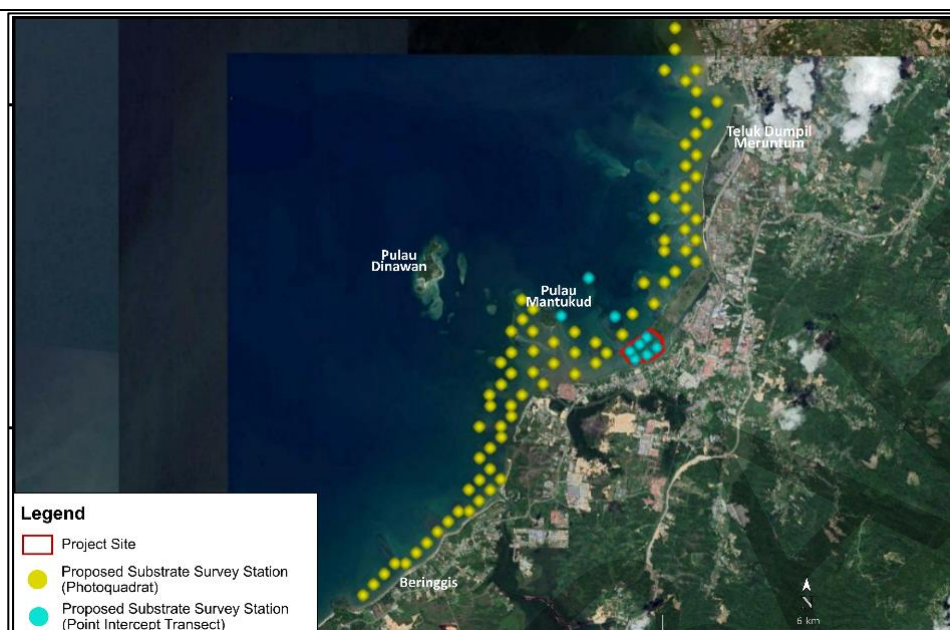 Teluk Dumpil
Meruntum
Pulau
Dinawan
Pulau
Mantukud
Beringgis
Legend
Project Site
Proposed Substrate Survey Station
(Photoquadrat)
Proposed Substrate Survey Station
(Point Intercept Transect)
6 km